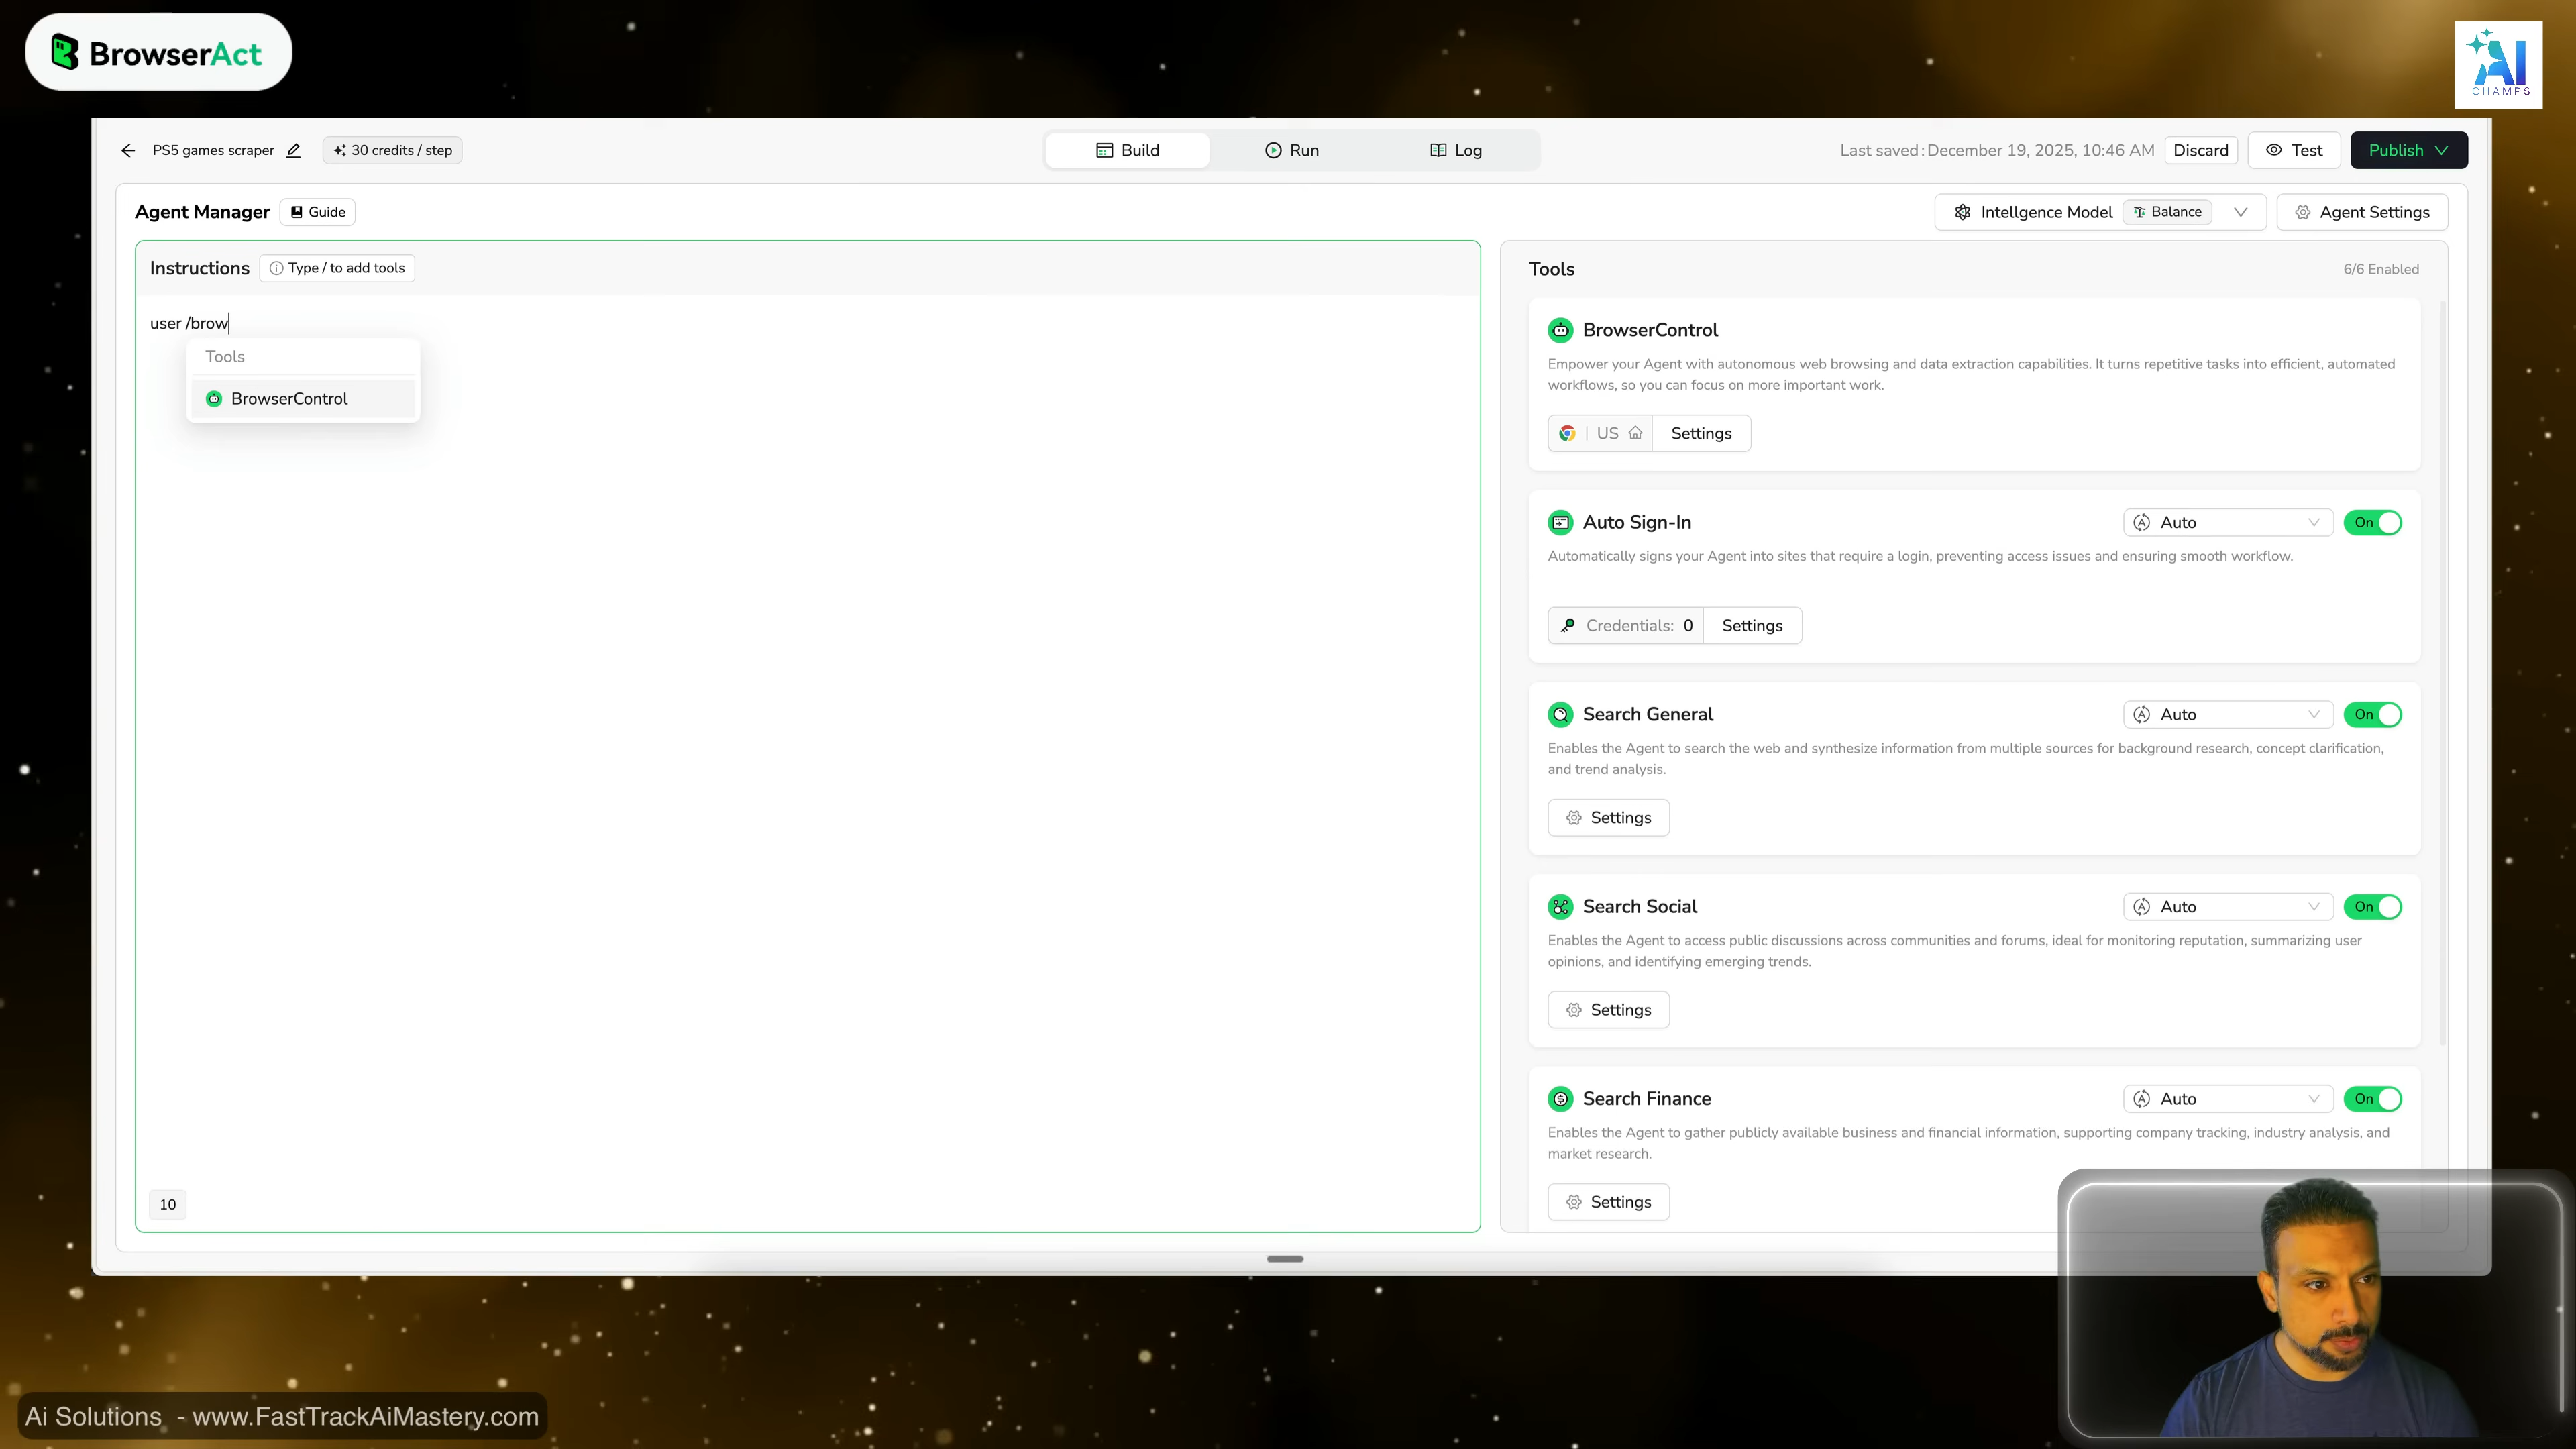 BrowserAct
AI
CHAMPS
PS5 games scraper
30 credits / step
Build
Run
Log
Last saved : December 19, 2025, 10:46 AM
Discard
Test
Publish
Agent Manager
Guide
Intellgence Model
Balance
Agent Settings
Instructions
Type / to add tools
user /brow
Tools
BrowserControl
10
Tools
6/6 Enabled
BrowserControl
Empower your Agent with autonomous web browsing and data extraction capabilities. It turns repetitive tasks into efficient, automated
workflows, so you can focus on more important work.
US
Settings
Auto Sign-In
Auto
On
Automatically signs your Agent into sites that require a login, preventing access issues and ensuring smooth workflow.
Credentials: 0
Settings
Search General
Auto
On
Enables the Agent to search the web and synthesize information from multiple sources for background research, concept clarification,
and trend analysis.
Settings
Search Social
Auto
On
Enables the Agent to access public discussions across communities and forums, ideal for monitoring reputation, summarizing user
opinions, and identifying emerging trends.
Settings
Search Finance
Auto
On
Enables the Agent to gather publicly available business and financial information, supporting company tracking, industry analysis, and
market research.
Settings
Ai Solutions - www.FastTrackAiMastery.com